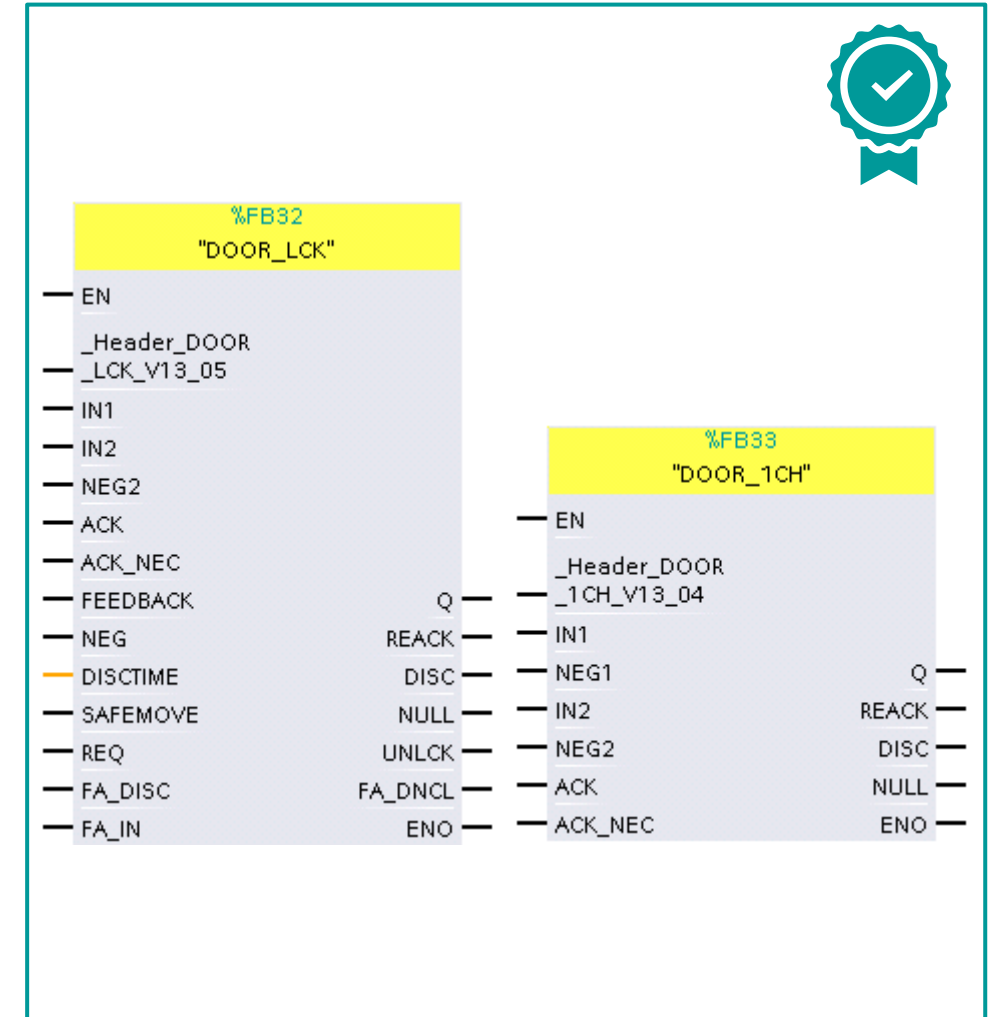 %FB32
"DOOR_LCK"
EN
_Header_DOOR
_LCK_V13_05
IN1
IN2
NEG2
ACK
ACK_NEC
FEEDBACK Q
NEG REACK
DISCTIME DISC
SAFEMOVE NULL
REQ UNLCK
FA_DISC FA_DNCL
FA_IN ENO
%FB33
"DOOR_1CH"
EN
_Header_DOOR
_1CH_V13_04
IN1
NEG1 Q
IN2 REACK
NEG2 DISC
ACK NULL
ACK_NEC ENO